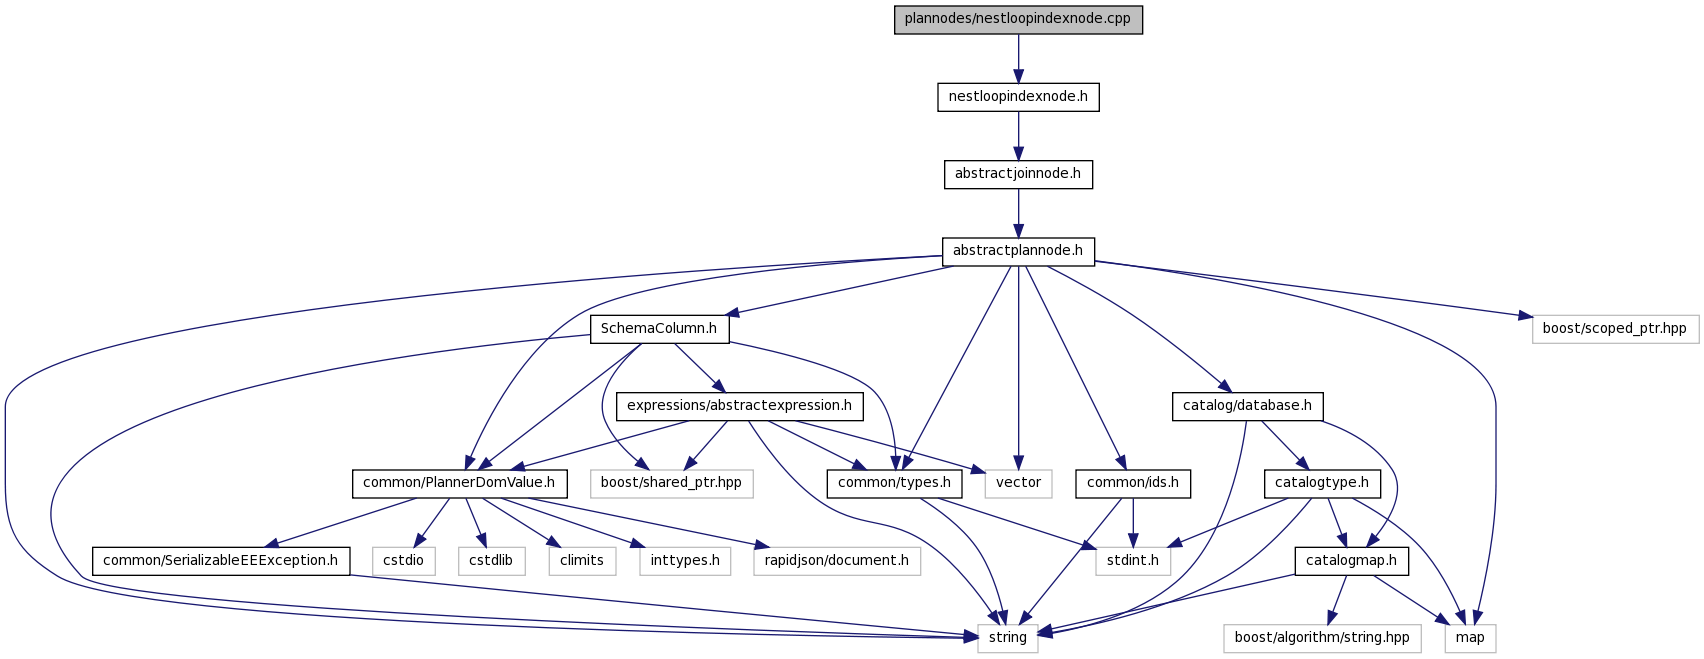 plannodes/nestloopindexnode.cpp
nestloopindexnode.h
abstractjoinnode.h
abstractplannode.h
SchemaColumn.h
boost/scoped_ptr.hpp
expressions/abstractexpression.h
catalog/database.h
common/PlannerDomValue.h
boost/shared_ptr.hpp
common/types.h
vector
common/ids.h
catalogtype.h
common/SerializableEEException.h
cstdio
cstdlib
climits
inttypes.h
rapidjson/document.h
stdint.h
catalogmap.h
string
boost/algorithm/string.hpp
map